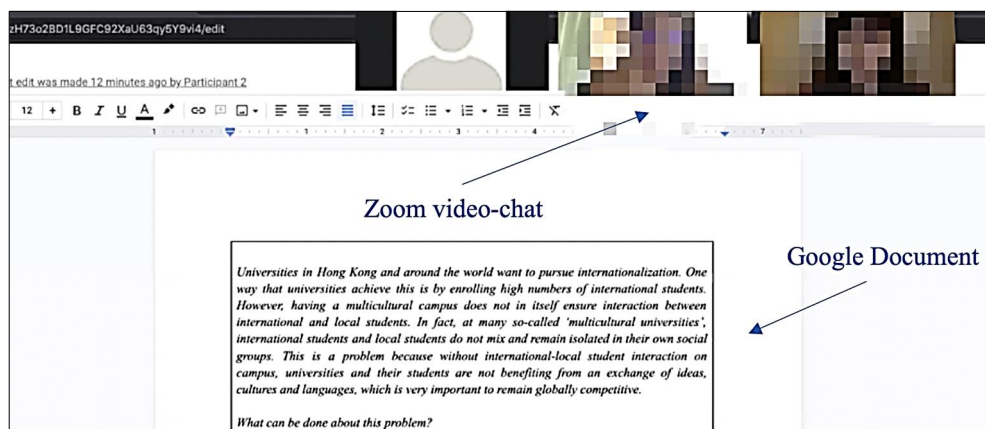 zH73o2BD1L9GFC92XaU63qy5Y9vi4/edit
t edit was made 12 minutes ago by Participant 2
12 + B I U A
1 1 2 3 4 7
Zoom video-chat
Google Document
Universities in Hong Kong and around the world want to pursue internationalization. One
way that universities achieve this is by enrolling high numbers of international students.
However, having a multicultural campus does not in itself ensure interaction between
international and local students. In fact, at many so-called ‘multicultural universities’,
international students and local students do not mix and remain isolated in their own social
groups. This is a problem because without international-local student interaction on
campus, universities and their students are not benefiting from an exchange of ideas,
cultures and languages, which is very important to remain globally competitive.
What can be done about this problem?